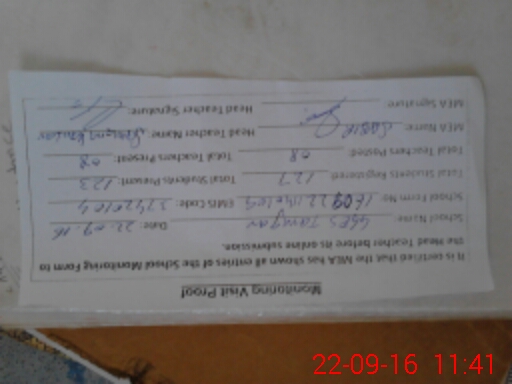 Monitoring Visit Proof
It is certified that the MEA has shown all entries of the School Monitoring Form to
the Head Teacher before its online submission.
School Name: GGPS Date: 22.09.16
School Form No: EMIS Code:
Total Students Registered: 127 Total Students Present: 123
Total Teachers Posted: 08 Total Teachers Present: 08
MEA Name: SABIR Head Teacher Name:
MEA Signature: Head Teacher Signature:
22-09-16 11:41